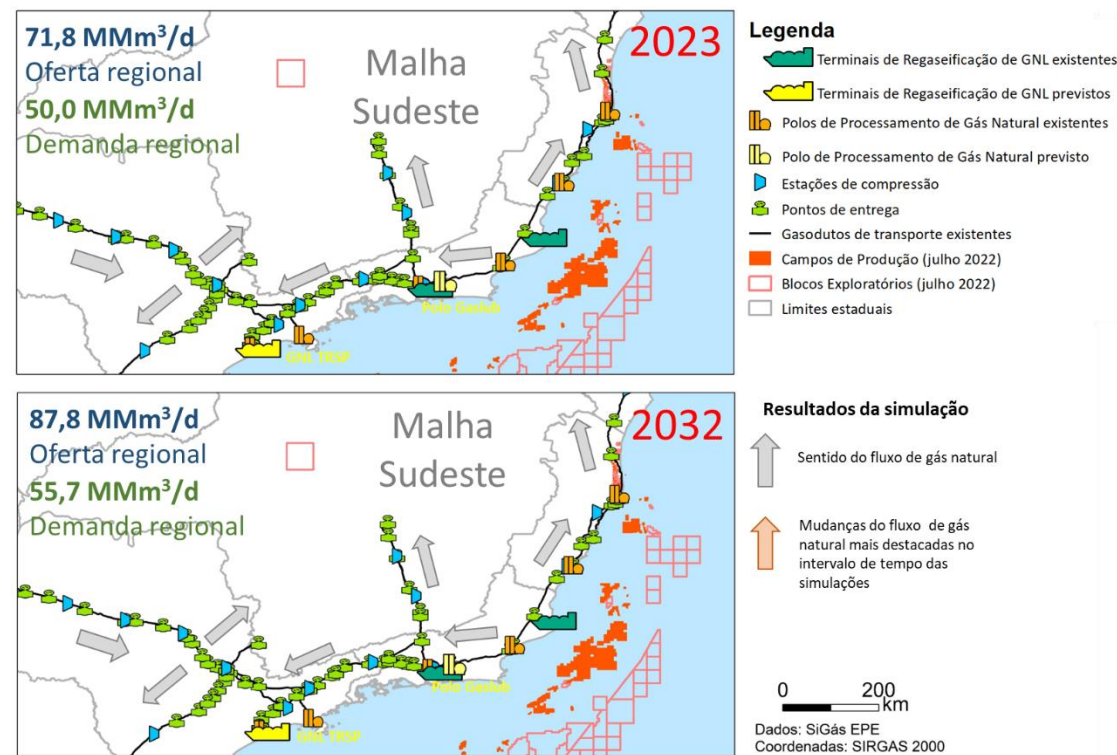 71,8 MMm³/d
Oferta regional
50,0 MMm³/d
Demanda regional
Malha
Sudeste
2023
Polo Gaslub
GNL TRSP
Legenda
Terminais de Regaseificação de GNL existentes
Terminais de Regaseificação de GNL previstos
Polos de Processamento de Gás Natural existentes
Polo de Processamento de Gás Natural previsto
Estações de compressão
Pontos de entrega
Gasodutos de transporte existentes
Campos de Produção (julho 2022)
Blocos Exploratórios (julho 2022)
Limites estaduais
87,8 MMm³/d
Oferta regional
55,7 MMm³/d
Demanda regional
Malha
Sudeste
2032
Polo Gaslub
GNL TRSP
Resultados da simulação
Sentido do fluxo de gás natural
Mudanças do fluxo de gás
natural mais destacadas no
intervalo de tempo das
simulações
0 200
km
Dados: SiGás EPE
Coordenadas: SIRGAS 2000